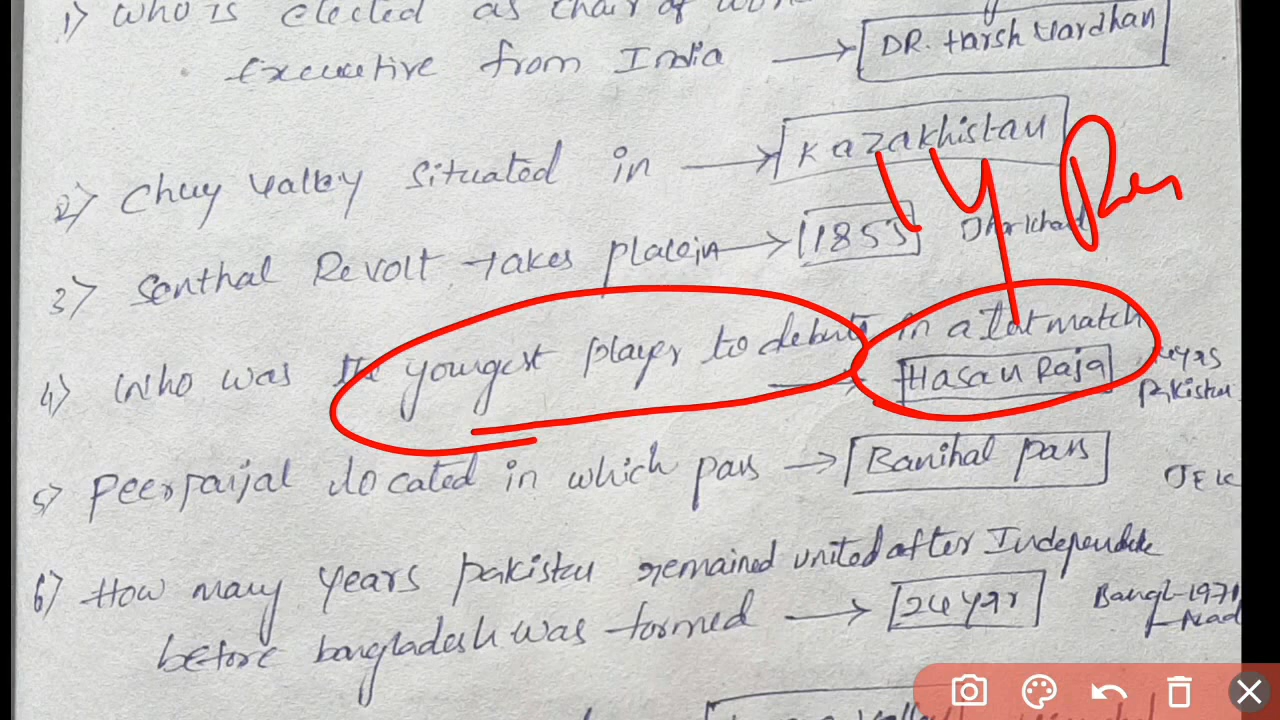 1) Who is elected as chair of
Executive from India → DR. Harsh Vardhan
2) Chuy Valley situated in → Kazakhistan
3) Santhal Revolt takes place in → 1855
14
4) Who was the youngest player to debut in a Test match
→ Hasan Raja
Pakistan
5) Peerpanjal located in which pass → Banihal pass
J & K
6) How many years pakistan remained united after Independence
before bangladesh was formed → 24 year